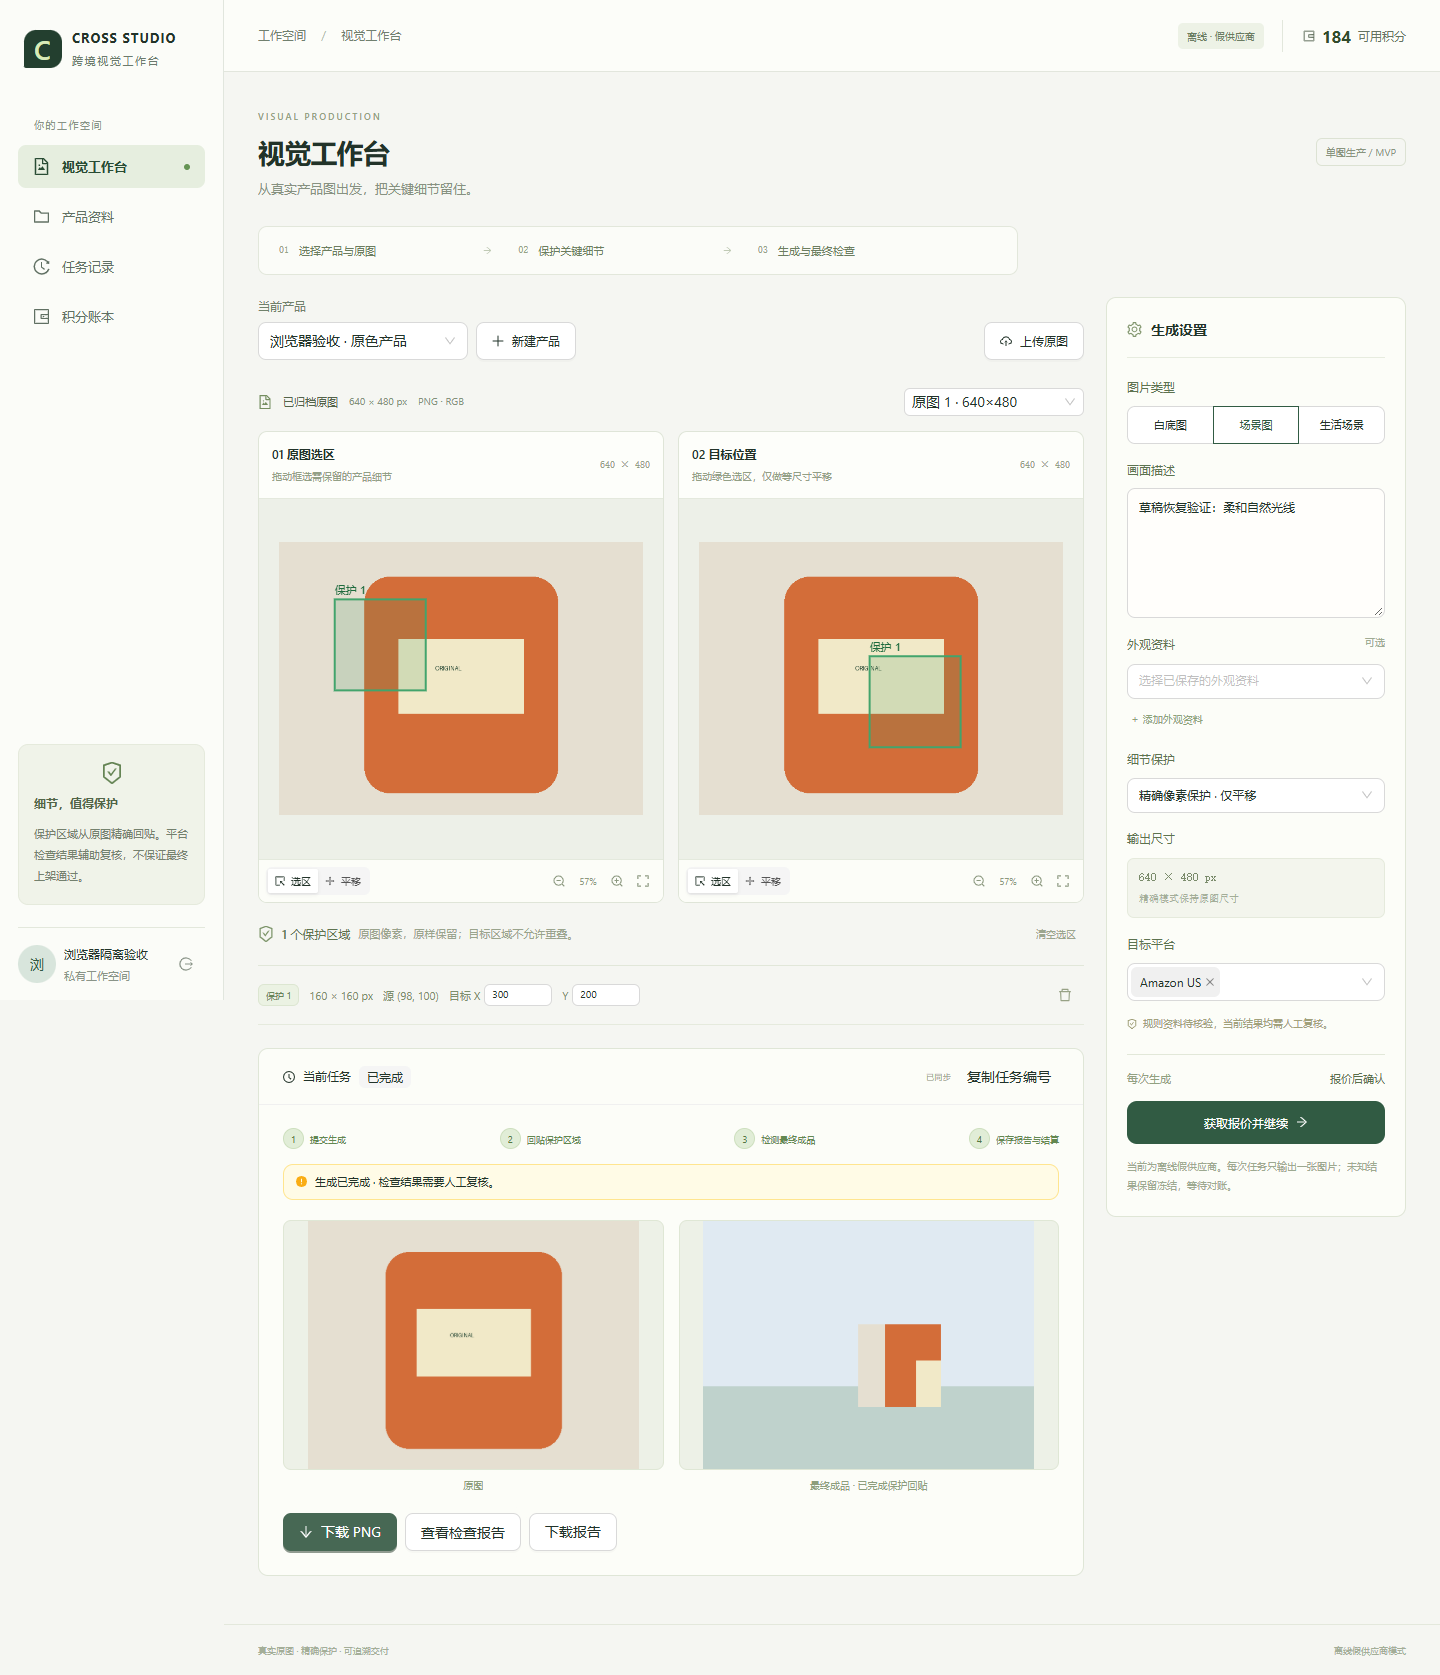 C
CROSS STUDIO
跨境视觉工作台
你的工作空间
视觉工作台
产品资料
任务记录
积分账本
细节，值得保护
保护区域从原图精确回贴。平台
检查结果辅助复核，不保证最终
上架通过。
浏
浏览器隔离验收
私有工作空间
工作空间 / 视觉工作台
离线 · 假供应商
184 可用积分
VISUAL PRODUCTION
视觉工作台
从真实产品图出发，把关键细节留住。
单图生产 / MVP
01 选择产品与原图 → 02 保护关键细节 → 03 生成与最终检查
当前产品
浏览器验收 · 原色产品
新建产品
上传原图
已归档原图 640 × 480 px PNG · RGB
原图 1 · 640×480
01 原图选区
拖动框选需保留的产品细节
640 × 480
保护 1
ORIGINAL
选区
平移
57%
02 目标位置
拖动绿色选区，仅做等尺寸平移
640 × 480
保护 1
ORIGINAL
选区
平移
57%
1 个保护区域 原图像素，原样保留；目标区域不允许重叠。
清空选区
保护 1 160 × 160 px 源 (98, 100) 目标 X 300 Y 200
当前任务 已完成
已同步 复制任务编号
1 提交生成
2 回贴保护区域
3 检测最终成品
4 保存报告与结算
生成已完成 · 检查结果需要人工复核。
ORIGINAL
原图
最终成品 · 已完成保护回贴
下载 PNG
查看检查报告
下载报告
生成设置
图片类型
白底图
场景图
生活场景
画面描述
草稿恢复验证：柔和自然光线
外观资料 可选
选择已保存的外观资料
+ 添加外观资料
细节保护
精确像素保护 · 仅平移
输出尺寸
640 × 480 px
精确模式保持原图尺寸
目标平台
Amazon US ×
规则资料待核验，当前结果均需人工复核。
每次生成 报价后确认
获取报价并继续 →
当前为离线假供应商。每次任务只输出一张图片；未知结
果保留冻结，等待对账。
真实原图 · 精确保护 · 可追溯交付
离线假供应商模式